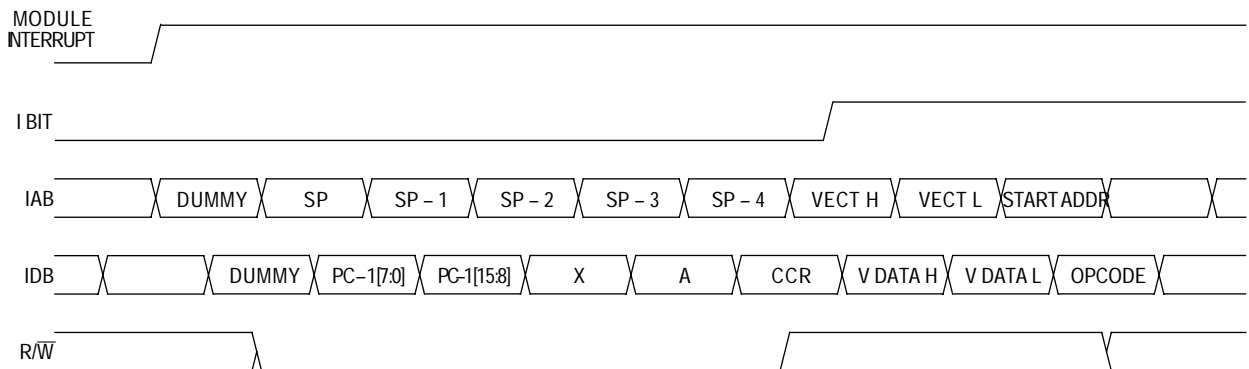 MODULE
INTERRUPT
I BIT
IAB DUMMY SP SP – 1 SP – 2 SP – 3 SP – 4 VECT H VECT L START ADDR
IDB DUMMY PC–1[7:0] PC-1[15:8] X A CCR V DATA H V DATA L OPCODE
R/W̅